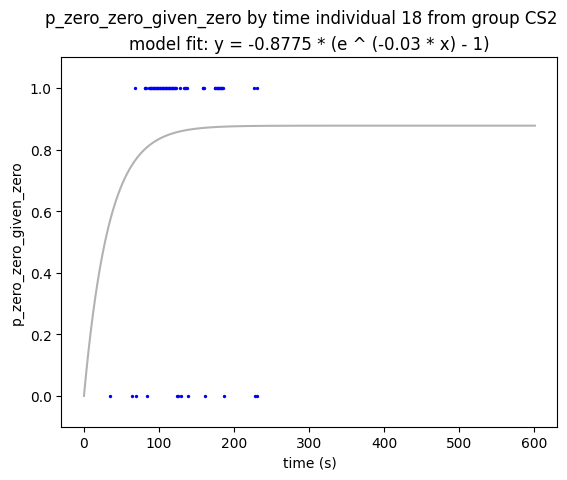 p_zero_zero_given_zero by time individual 18 from group CS2
model fit: y = -0.8775 * (e ^ (-0.03 * x) - 1)
1.0
0.8
0.6
0.4
0.2
0.0
p_zero_zero_given_zero
0 100 200 300 400 500 600
time (s)